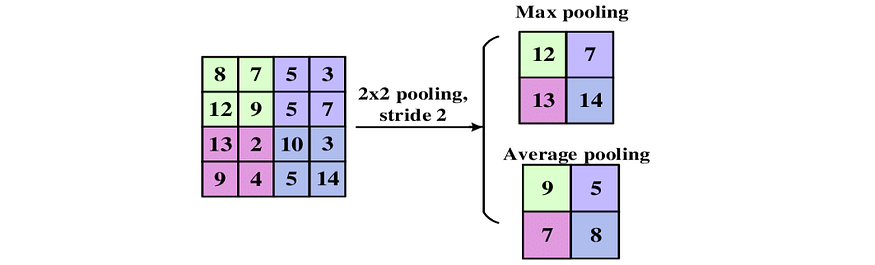 8 7 5 3
12 9 5 7
13 2 10 3
9 4 5 14
2x2 pooling,
stride 2
Max pooling
12 7
13 14
Average pooling
9 5
7 8